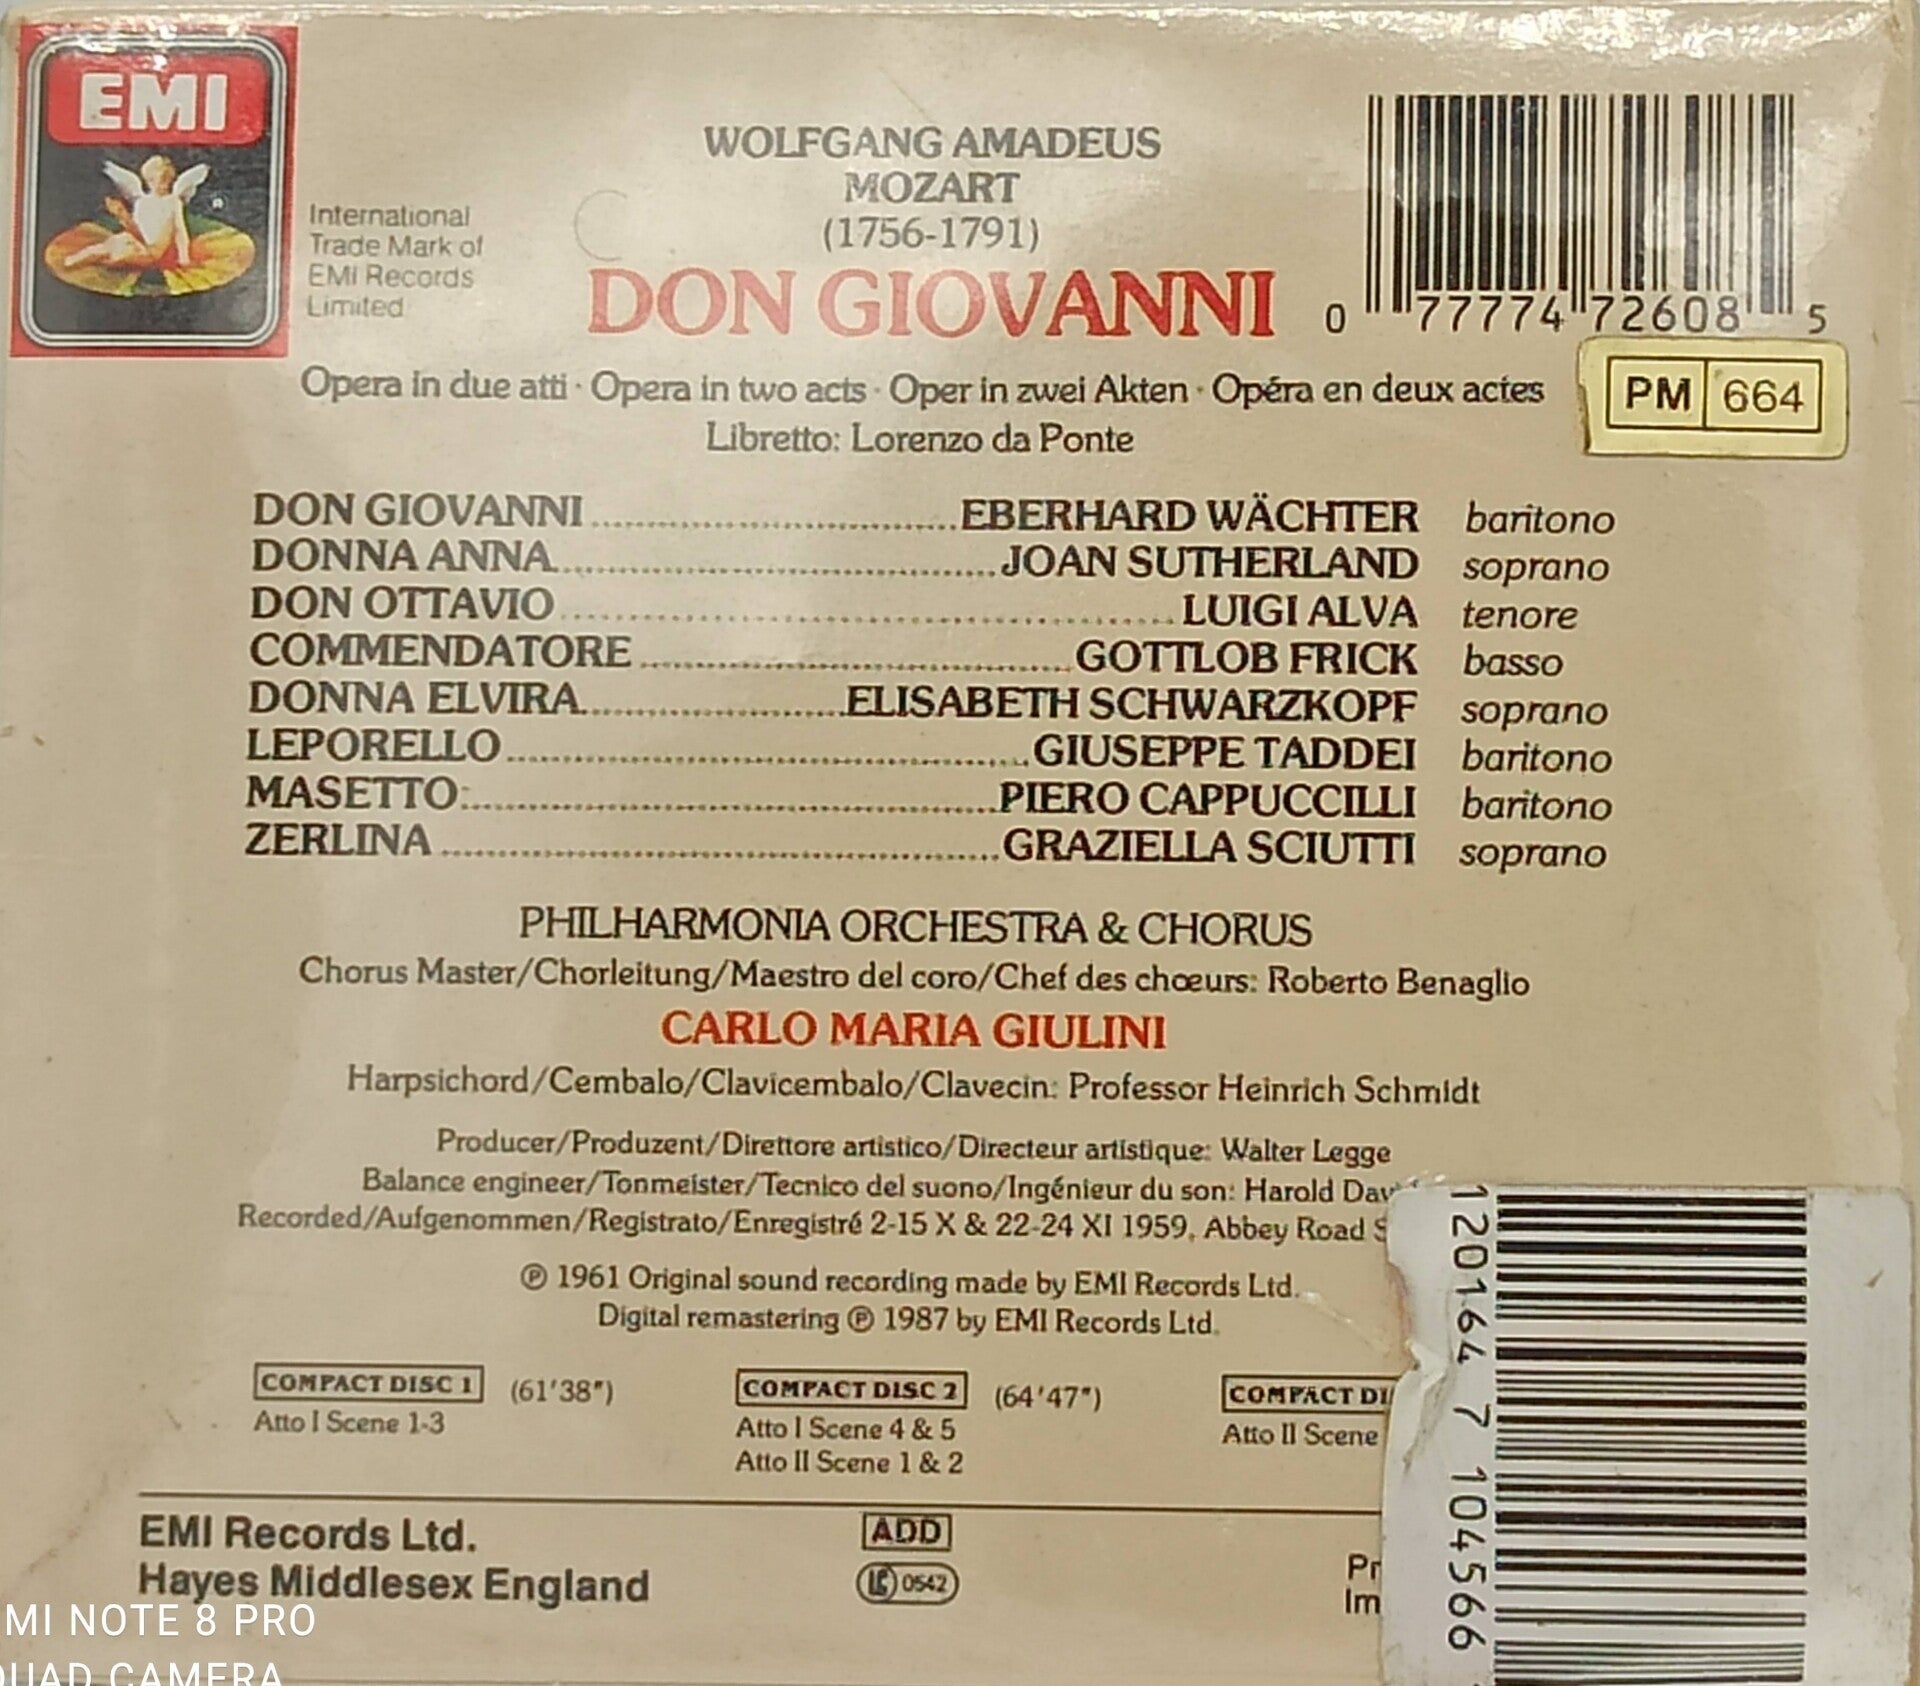 EMI
International
Trade Mark of
EMI Records
Limited
WOLFGANG AMADEUS
MOZART
(1756-1791)
DON GIOVANNI
0 77774 72608 5
PM 664
Opera in due atti · Opera in two acts · Oper in zwei Akten · Opéra en deux actes
Libretto: Lorenzo da Ponte
DON GIOVANNI ........ EBERHARD WÄCHTER baritono
DONNA ANNA ........ JOAN SUTHERLAND soprano
DON OTTAVIO ........ LUIGI ALVA tenore
COMMENDATORE ........ GOTTLOB FRICK basso
DONNA ELVIRA ........ ELISABETH SCHWARZKOPF soprano
LEPORELLO ........ GIUSEPPE TADDEI baritono
MASETTO ........ PIERO CAPPUCCILLI baritono
ZERLINA ........ GRAZIELLA SCIUTTI soprano
PHILHARMONIA ORCHESTRA & CHORUS
Chorus Master/Chorleitung/Maestro del coro/Chef des chœurs: Roberto Benaglio
CARLO MARIA GIULINI
Harpsichord/Cembalo/Clavicembalo/Clavecin: Professor Heinrich Schmidt
Producer/Produzent/Direttore artistico/Directeur artistique: Walter Legge
Balance engineer/Tonmeister/Tecnico del suono/Ingénieur du son: Harold
Recorded/Aufgenommen/Registrato/Enregistré 2-15 X & 22-24 XI 1959, Abbey Road
℗ 1961 Original sound recording made by EMI Records Ltd.
Digital remastering ℗ 1987 by EMI Records Ltd.
COMPACT DISC 1 (61'38")
Atto I Scene 1-3
COMPACT DISC 2 (64'47")
Atto I Scene 4 & 5
Atto II Scene 1 & 2
COMPACT
Atto II Scene
EMI Records Ltd.
Hayes Middlesex England
ADD
LC 0542
120164 7 104566
MI NOTE 8 PRO
QUAD CAMERA